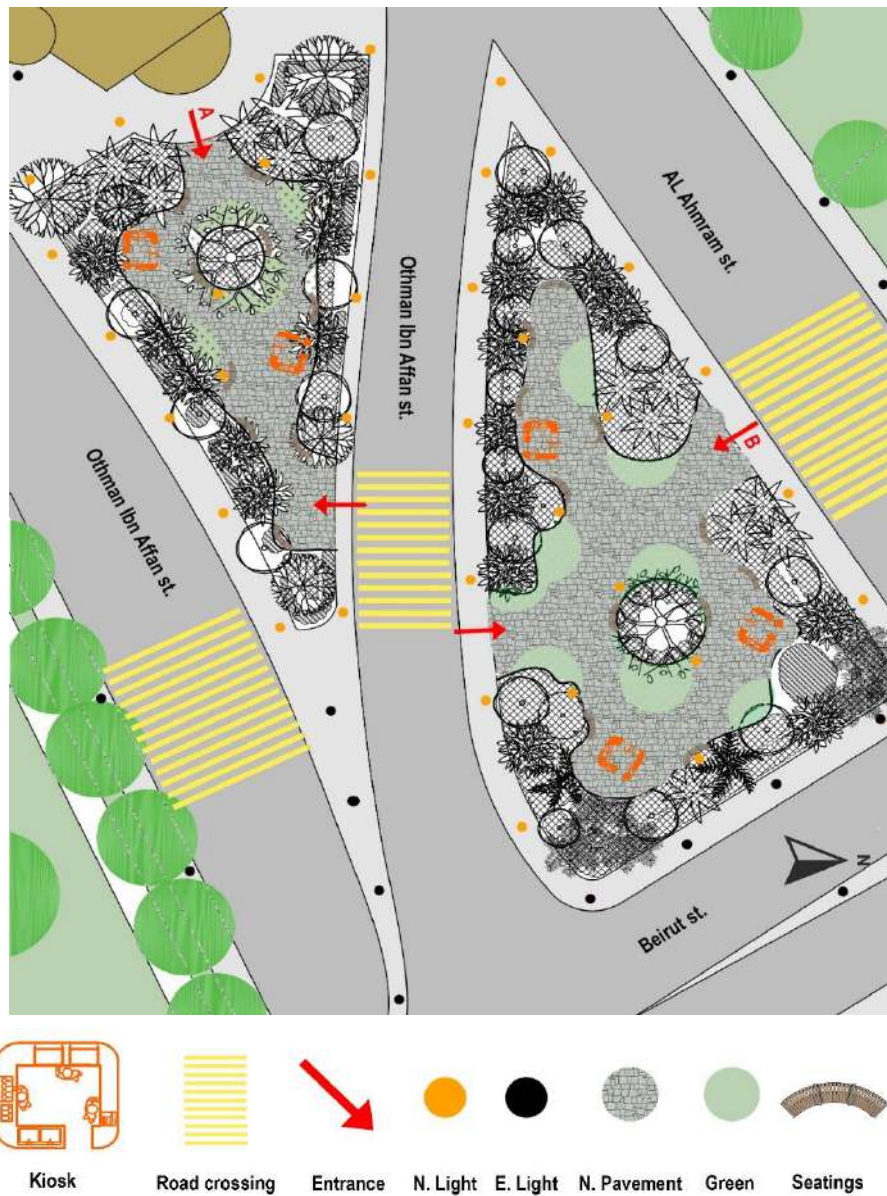 A
AL Ahmram st.
Othman Ibn Affan st.
B
Othman Ibn Affan st.
N
Beirut st.
Kiosk
Road crossing
Entrance
N. Light
E. Light
N. Pavement
Green
Seatings